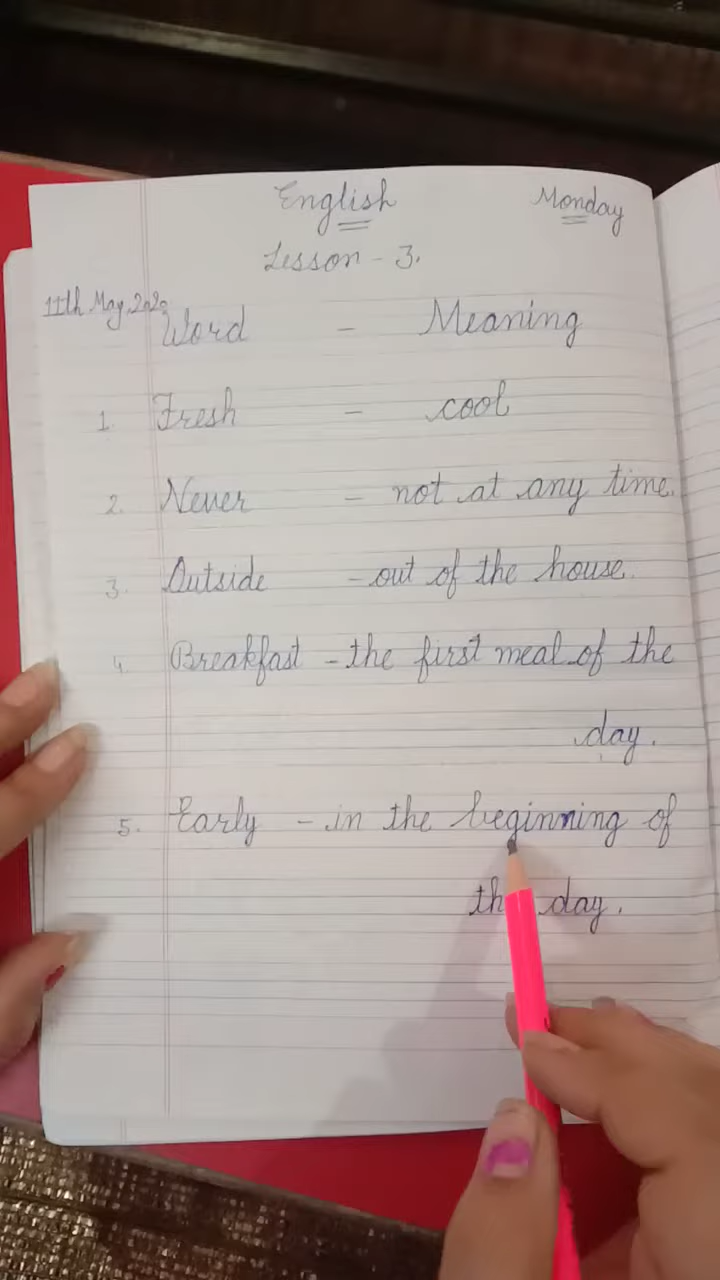 English Monday
Lesson - 3.
11th May, 2020
Word - Meaning
1. Fresh - cool
2. Never - not at any time.
3. Outside - out of the house.
4. Breakfast - the first meal of the
day.
5. Early - in the beginning of
the day.